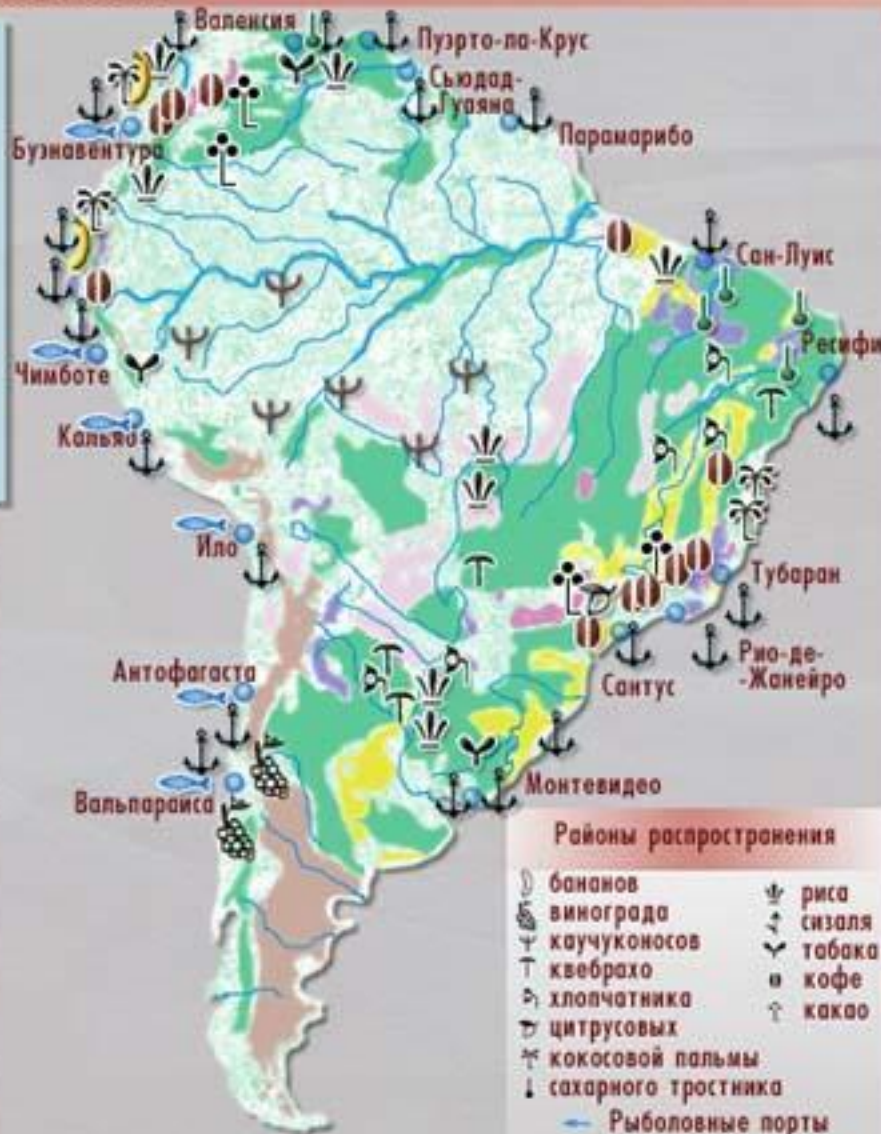 Валенсия
Пуэрто-ла-Крус
Сьюдад-
Гуаяна
Парамарибо
Буэнавентура
Сан-Луис
Ресифи
Чимботе
Кальяо
Ило
Тубаран
Антофагаста
Рио-де-
-Жанейро
Сантус
Вальпараиса
Монтевидео
Районы распространения
бананов
винограда
каучуконосов
квебрахо
хлопчатника
цитрусовых
кокосовой пальмы
сахарного тростника
риса
сизаля
табака
кофе
какао
Рыболовные порты